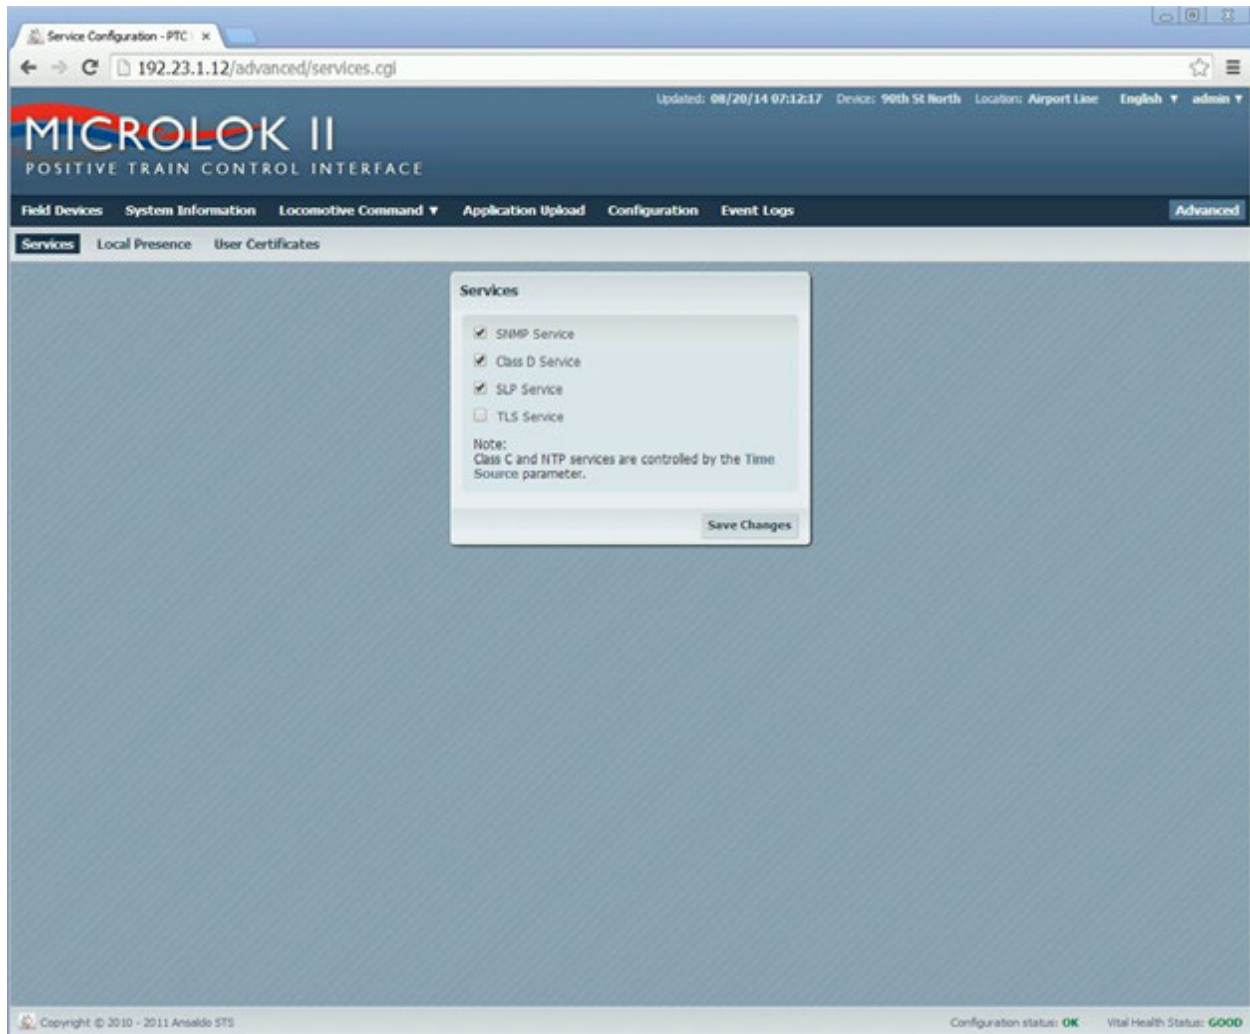 Service Configuration - PTC
192.23.1.12/advanced/services.cgi
Updated: 08/20/14 07:12:17 Device: 90th St North Location: Airport Line English ▼ admin ▼
MICROLOK II
POSITIVE TRAIN CONTROL INTERFACE
Field Devices System Information Locomotive Command ▼ Application Upload Configuration Event Logs Advanced
Services Local Presence User Certificates
Services
SNMP Service
Class D Service
SLP Service
TLS Service
Note:
Class C and NTP services are controlled by the Time
Source parameter.
Save Changes
Copyright © 2010 - 2011 Ansaldo STS Configuration status: OK Vital Health Status: GOOD